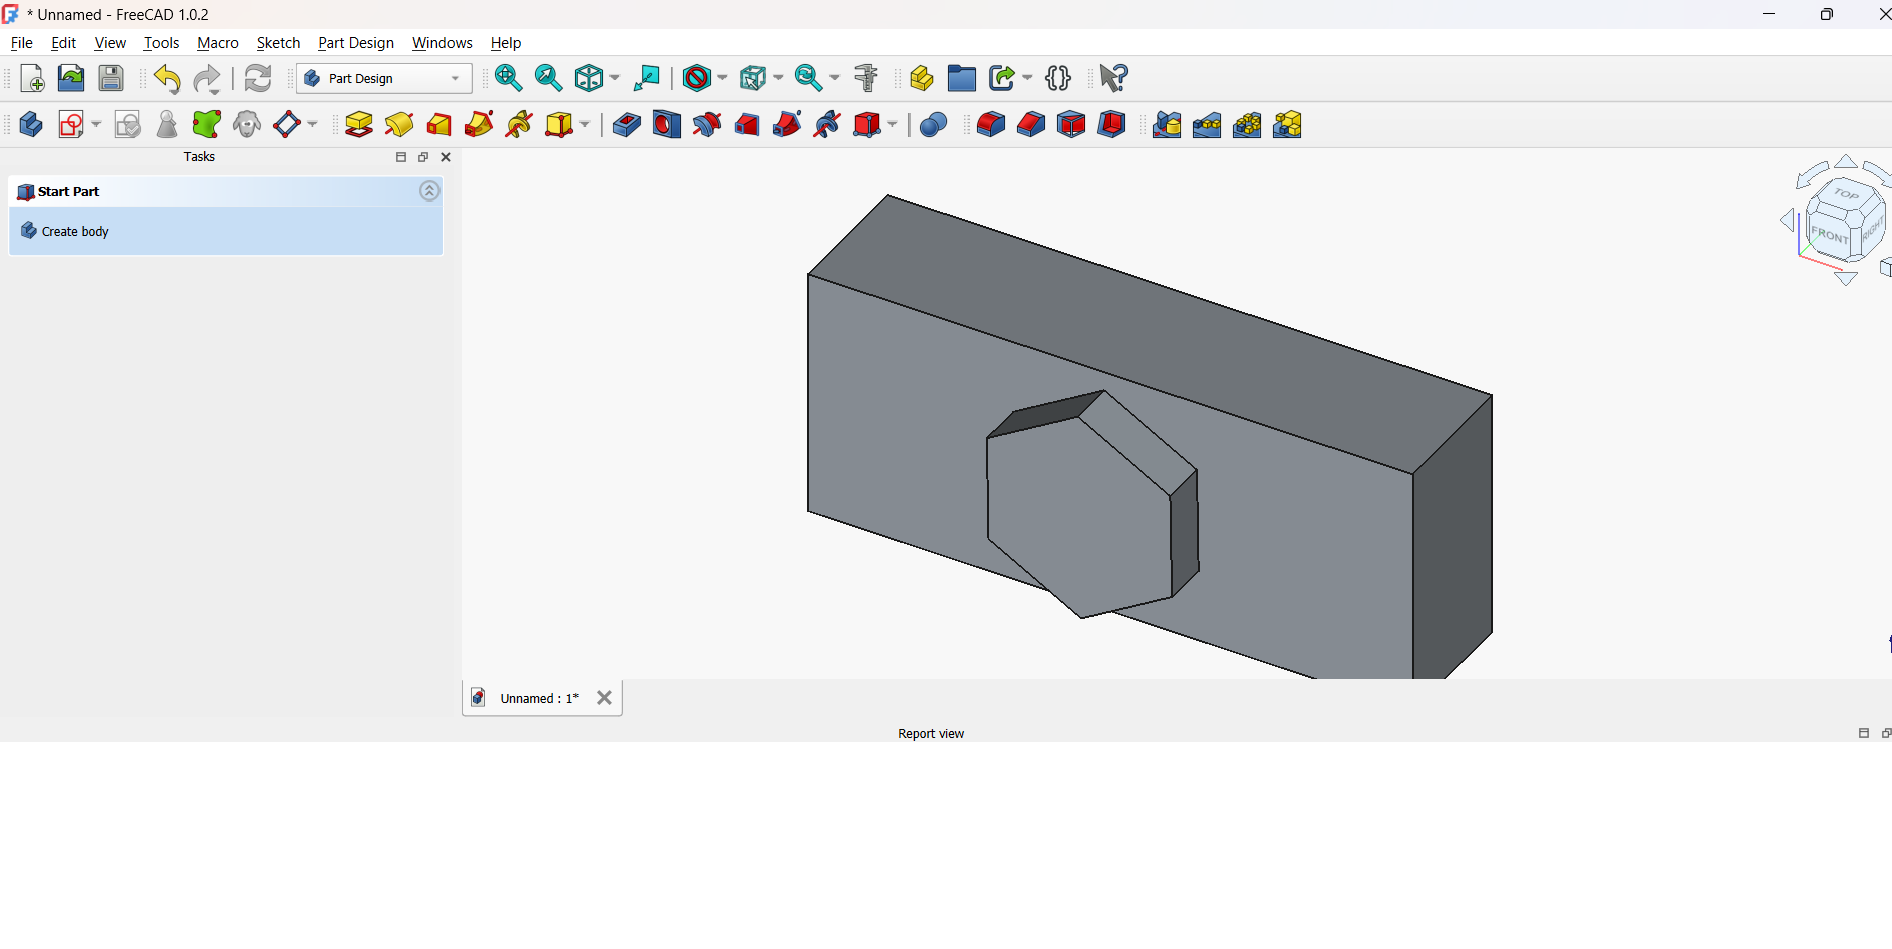 * Unnamed - FreeCAD 1.0.2
File Edit View Tools Macro Sketch Part Design Windows Help
Part Design
Tasks
Start Part
Create body
TOP
FRONT
RIGHT
Unnamed : 1*
Report view